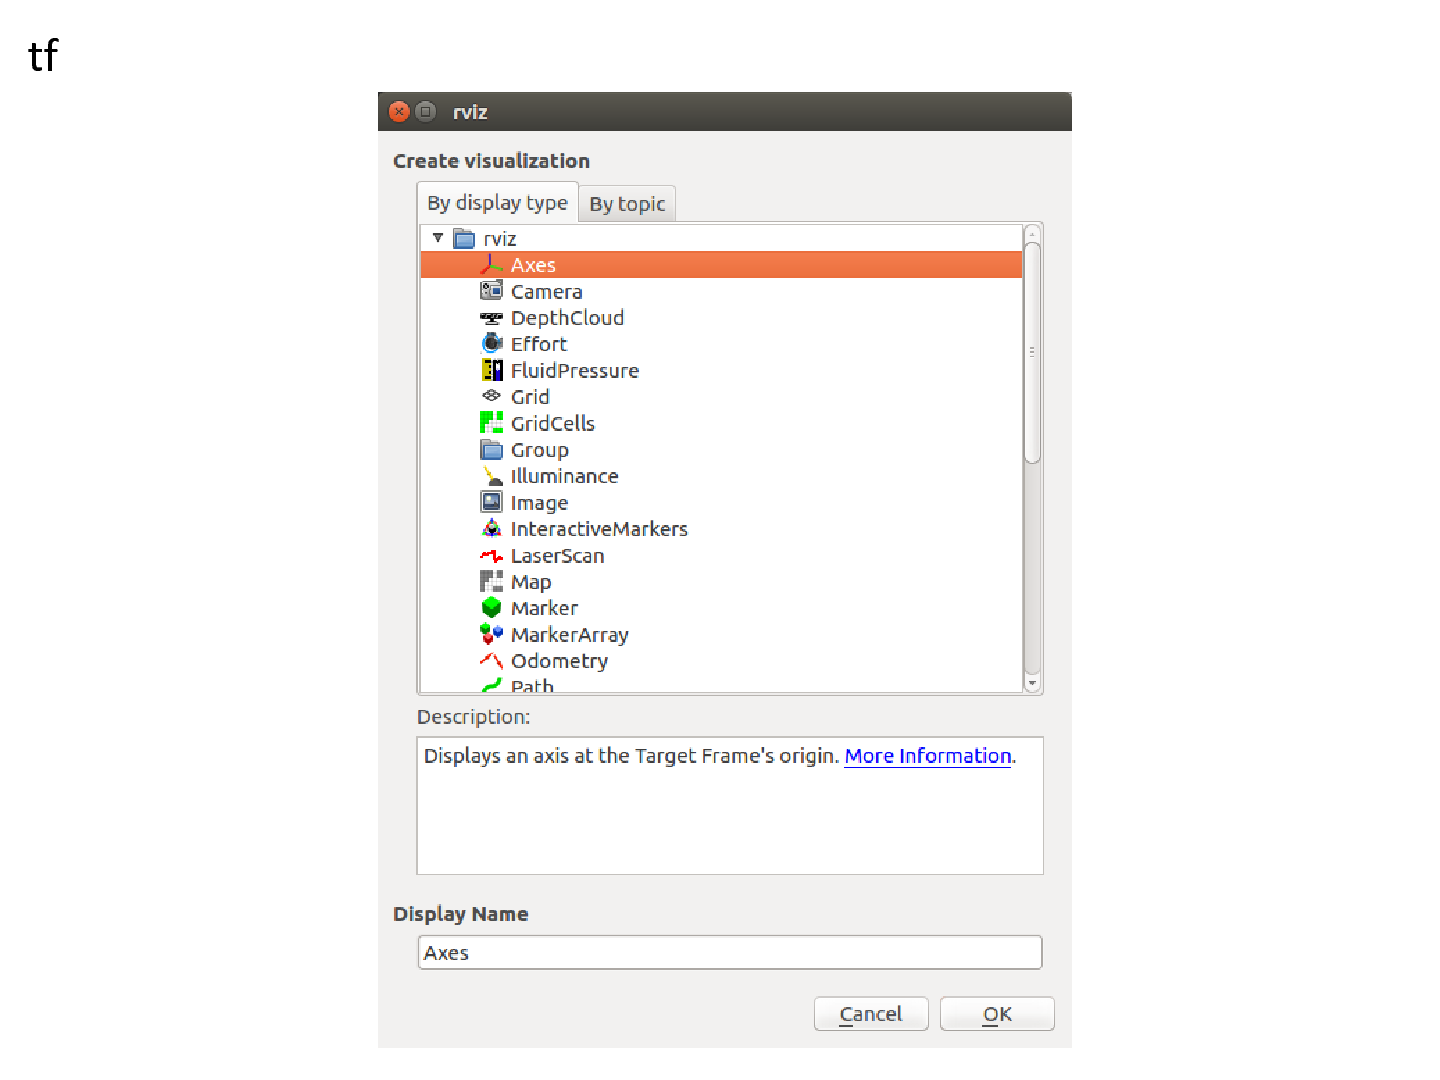 tf
rviz
Create visualization
By display type By topic
rviz
Axes
Camera
DepthCloud
Effort
FluidPressure
Grid
GridCells
Group
Illuminance
Image
InteractiveMarkers
LaserScan
Map
Marker
MarkerArray
Odometry
Path
Description:
Displays an axis at the Target Frame's origin. More Information.
Display Name
Axes
Cancel OK